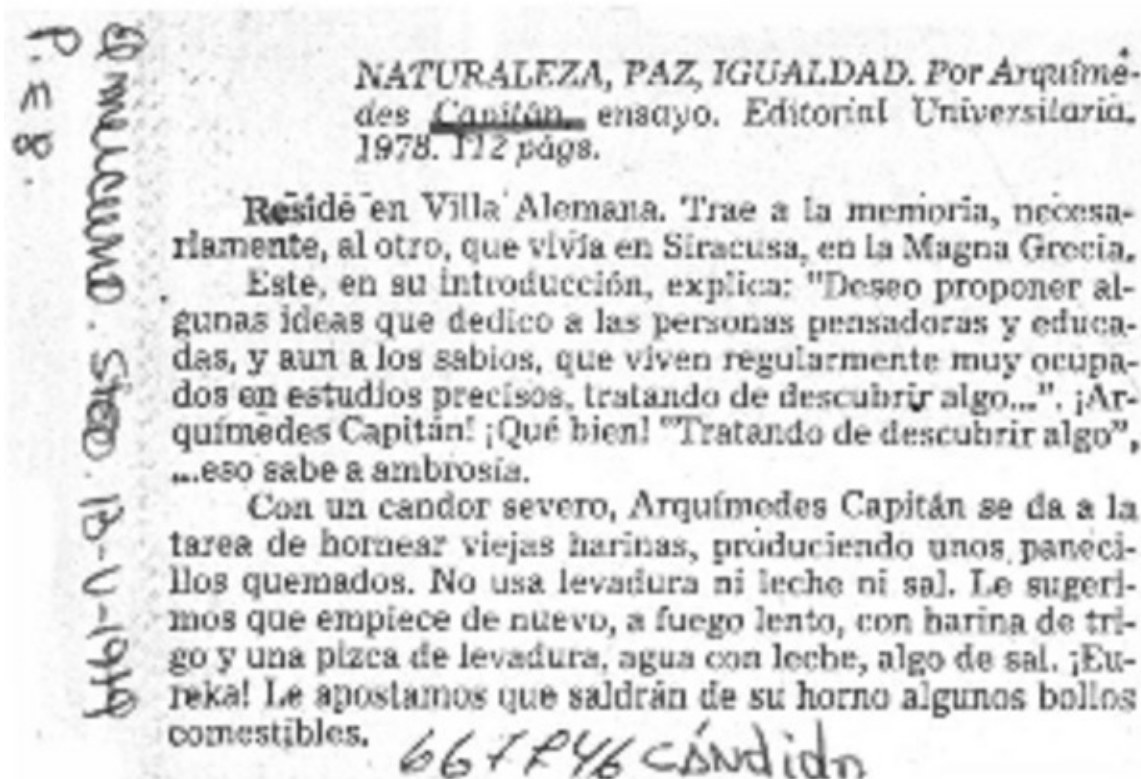 NATURALEZA, PAZ, IGUALDAD. Por Arquíme-
des Capitán, ensayo. Editorial Universitaria.
1978. 112 págs.
Reside en Villa Alemana. Trae a la memoria, necesa-
riamente, al otro, que vivía en Siracusa, en la Magna Grecia.
Este, en su introducción, explica: "Deseo proponer al-
gunas ideas que dedico a las personas pensadoras y educa-
das, y aun a los sabios, que viven regularmente muy ocupa-
dos en estudios precisos, tratando de descubrir algo...". ¡Ar-
químedes Capitán! ¡Qué bien! "Tratando de descubrir algo",
...eso sabe a ambrosía.
Con un candor severo, Arquímedes Capitán se da a la
tarea de hornear viejas harinas, produciendo unos paneci-
llos quemados. No usa levadura ni leche ni sal. Le sugeri-
mos que empiece de nuevo, a fuego lento, con harina de tri-
go y una pizca de levadura, agua con leche, algo de sal. ¡Eu-
reka! Le apostamos que saldrán de su horno algunos bollos
comestibles.
Cándido
Stgo. 1979
P. 8.